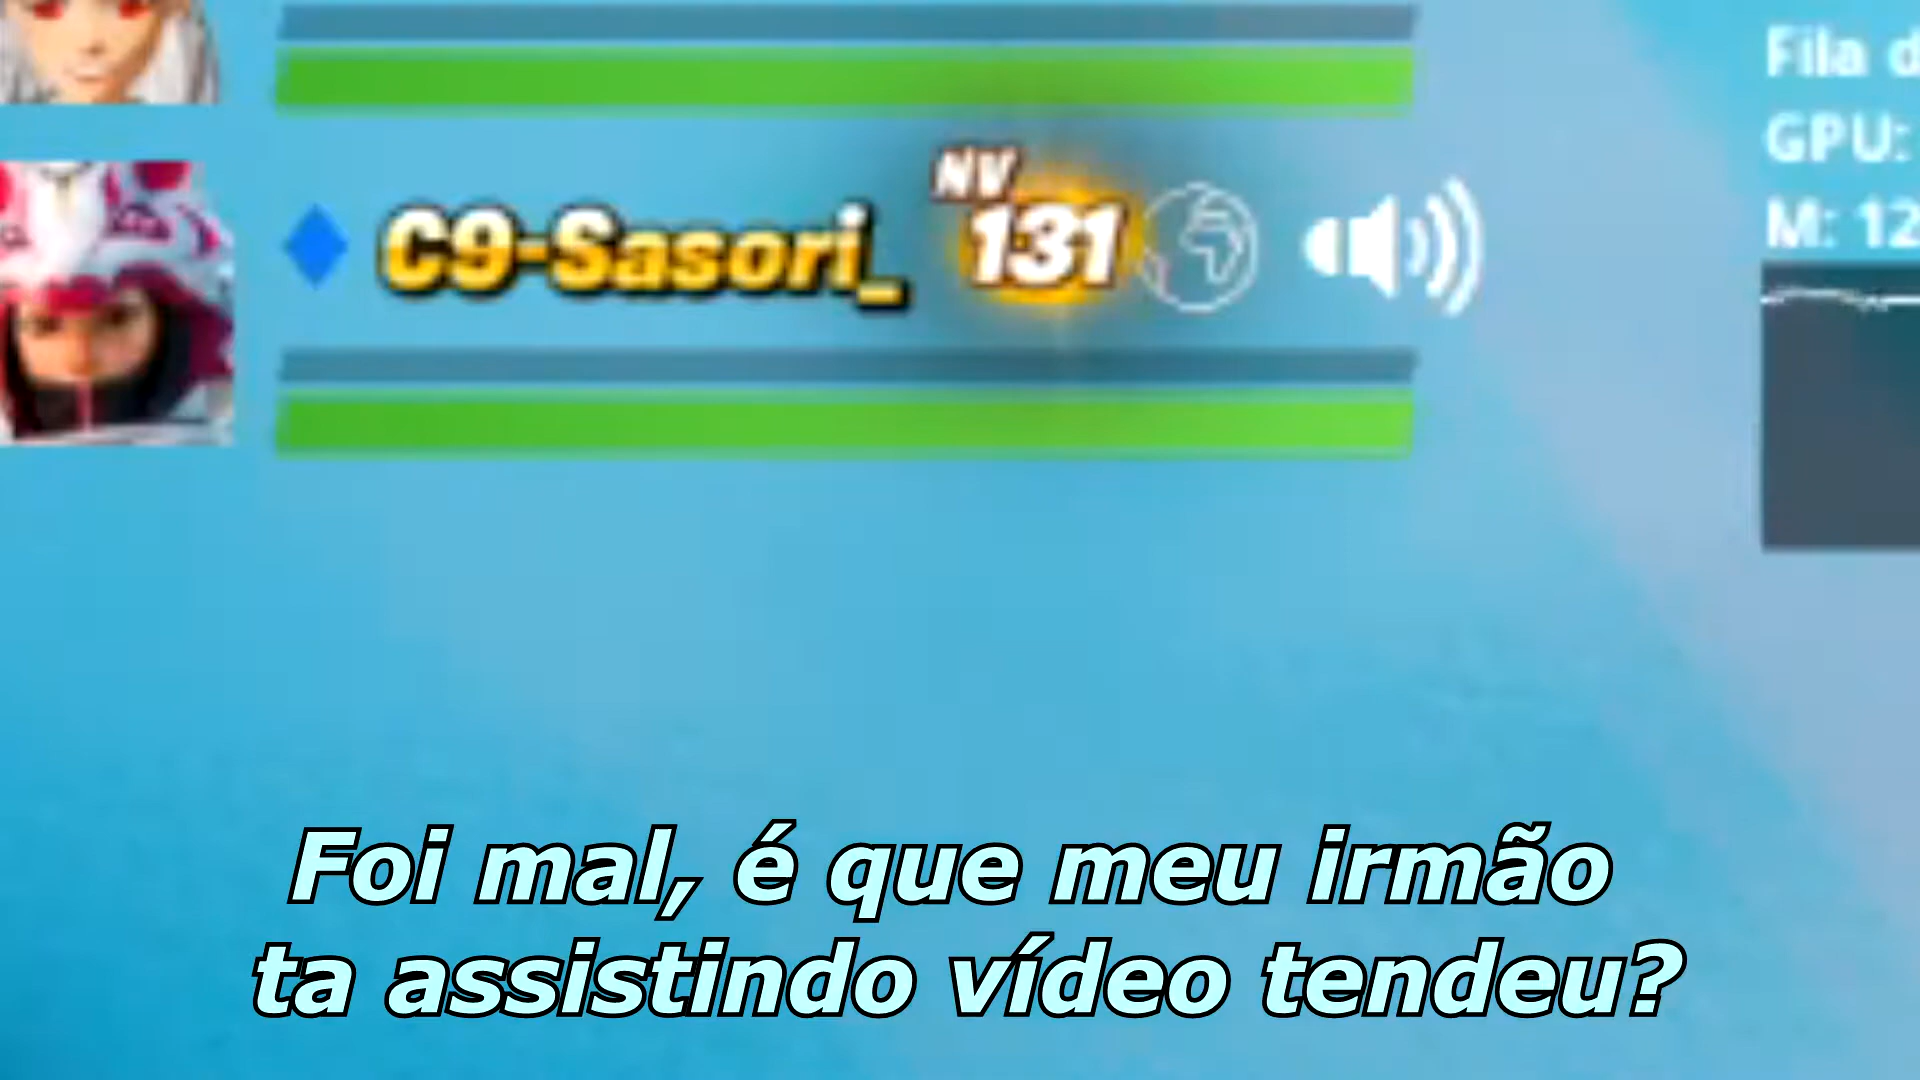 Fila d
GPU:
M: 12
NV
C9-Sasori_ 131
Foi mal, é que meu irmão
ta assistindo vídeo tendeu?